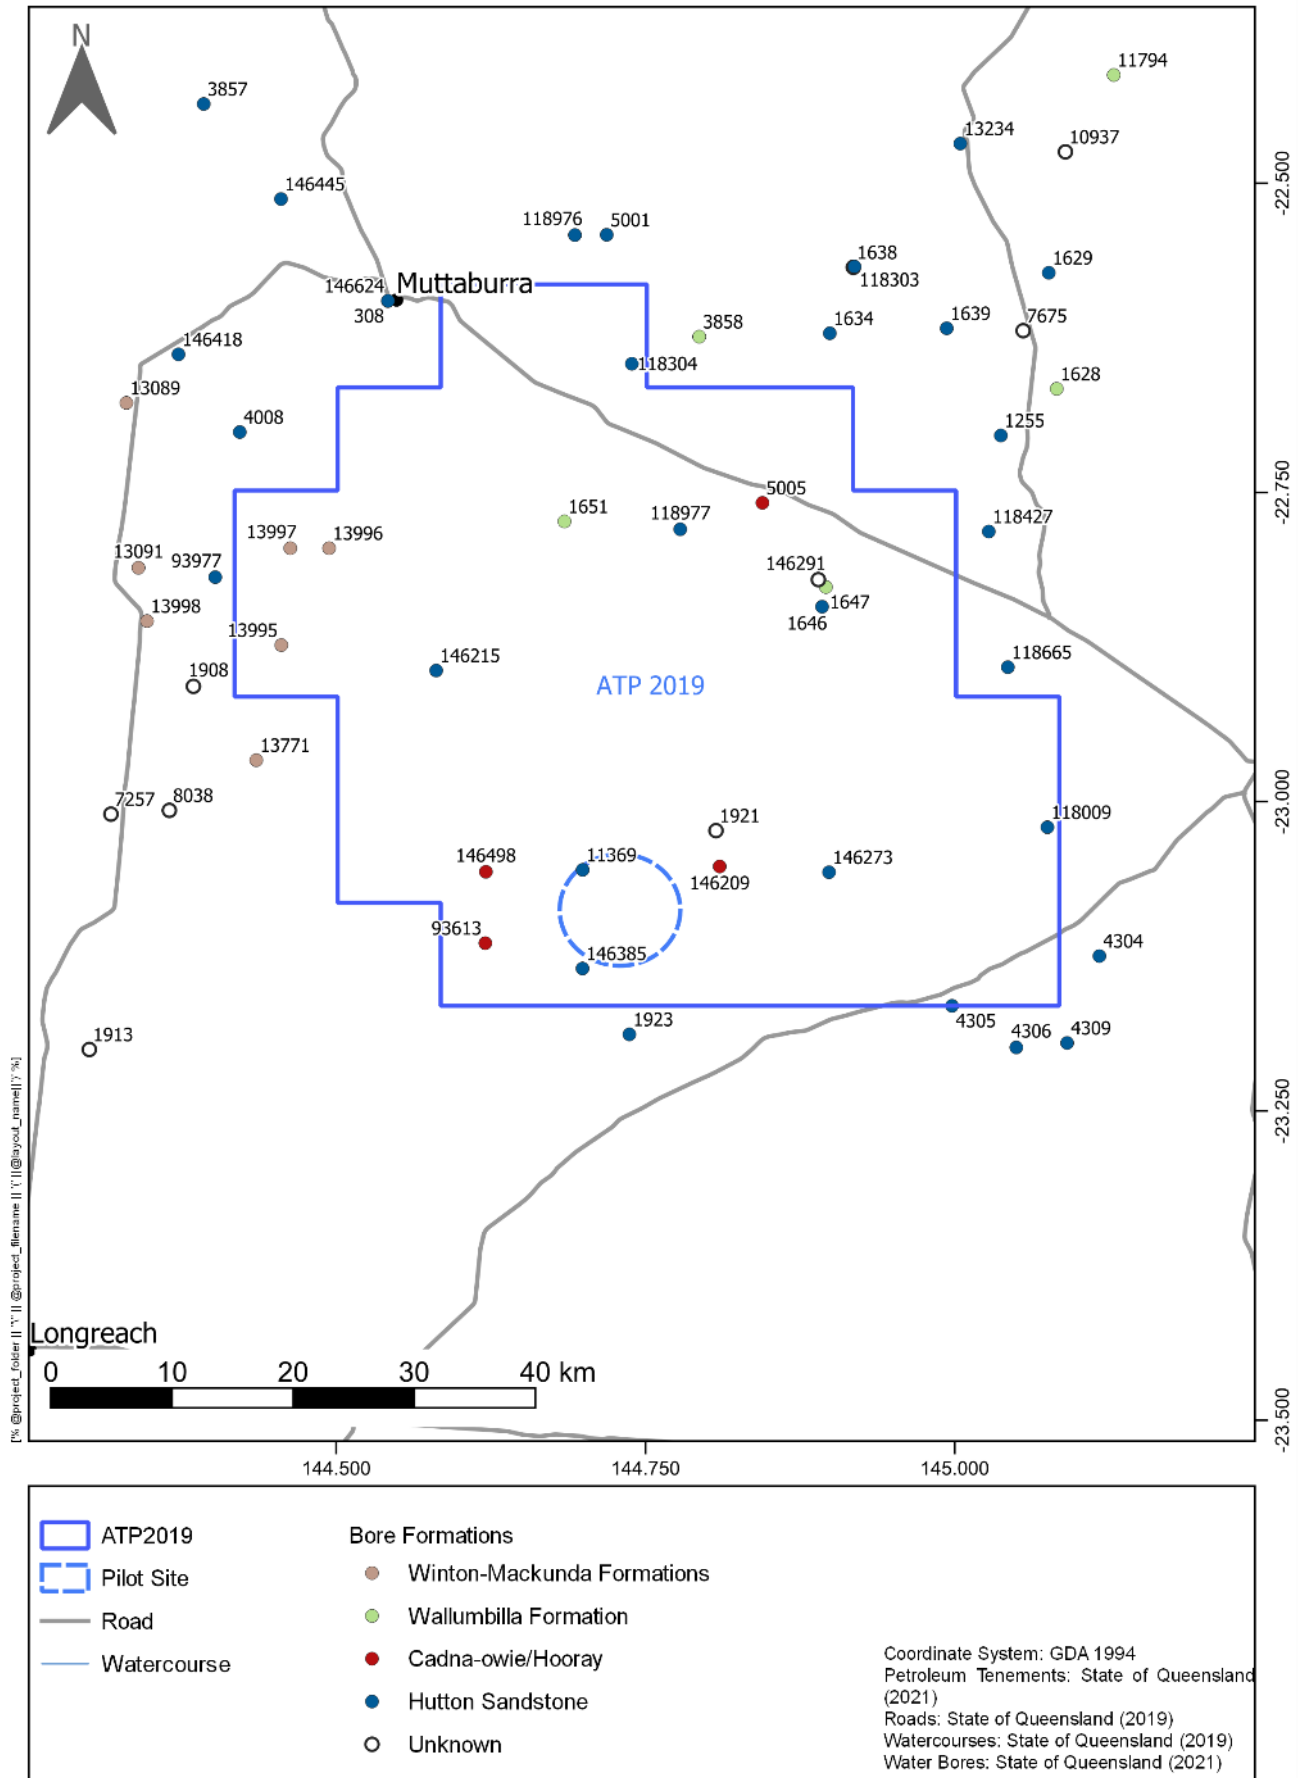 N
3857
11794
13234
10937
146445
-22.500
118976
5001
1638
118303
1629
146624
Muttaburra
308
3858
1634
1639
7675
146418
118304
13089
1628
4008
1255
-22.750
5005
1651
118977
13997
13996
118427
13091
93977
146291
13998
1647
1646
13995
146215
118665
1908
ATP 2019
13771
7257
8038
-23.000
118009
1921
146498
11369
146273
146209
93613
146385
4304
1923
4305
4306
4309
1913
-23.250
[% @project_folder || '\' || @project_filename || '(' ||@layout_name||')' %]
Longreach
0 10 20 30 40 km
-23.500
144.500 144.750 145.000
ATP2019
Pilot Site
Road
Watercourse
Bore Formations
Winton-Mackunda Formations
Wallumbilla Formation
Cadna-owie/Hooray
Hutton Sandstone
Unknown
Coordinate System: GDA 1994
Petroleum Tenements: State of Queensland
(2021)
Roads: State of Queensland (2019)
Watercourses: State of Queensland (2019)
Water Bores: State of Queensland (2021)